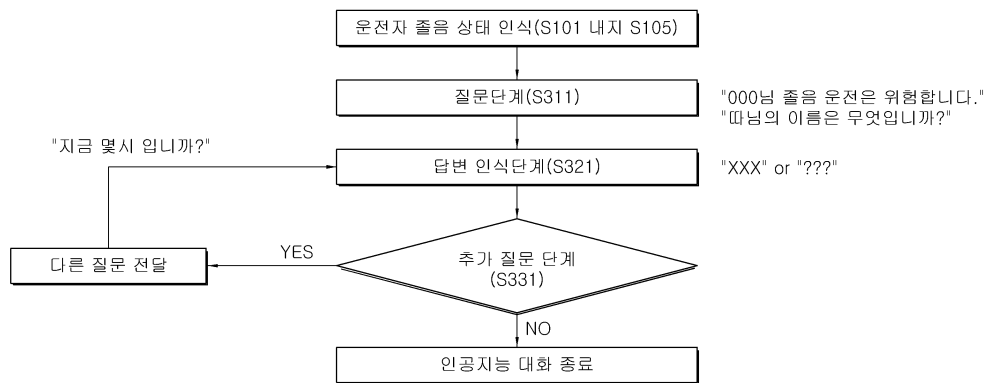 운전자 졸음 상태 인식(S101 내지 S105)
질문단계(S311)
"000님 졸음 운전은 위험합니다."
"따님의 이름은 무엇입니까?"
"지금 몇시 입니까?"
답변 인식단계(S321)
"XXX" or "???"
YES
다른 질문 전달
추가 질문 단계
(S331)
NO
인공지능 대화 종료